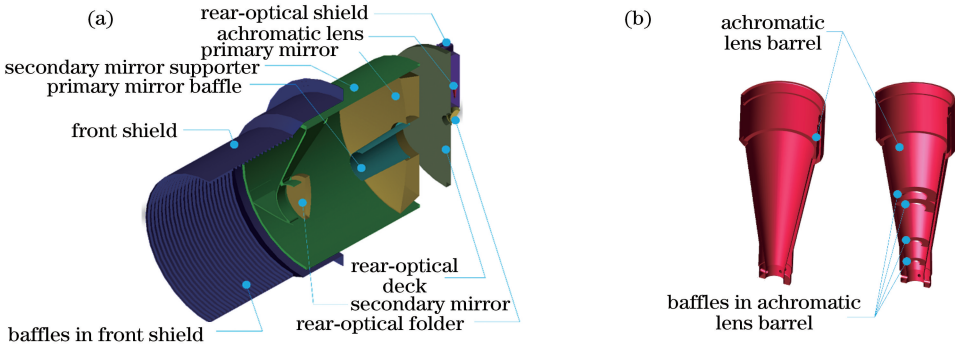 (a)
rear-optical shield
achromatic lens
primary mirror
secondary mirror supporter
primary mirror baffle
front shield
rear-optical
deck
secondary mirror
rear-optical folder
baffles in front shield
(b)
achromatic
lens barrel
baffles in achromatic
lens barrel